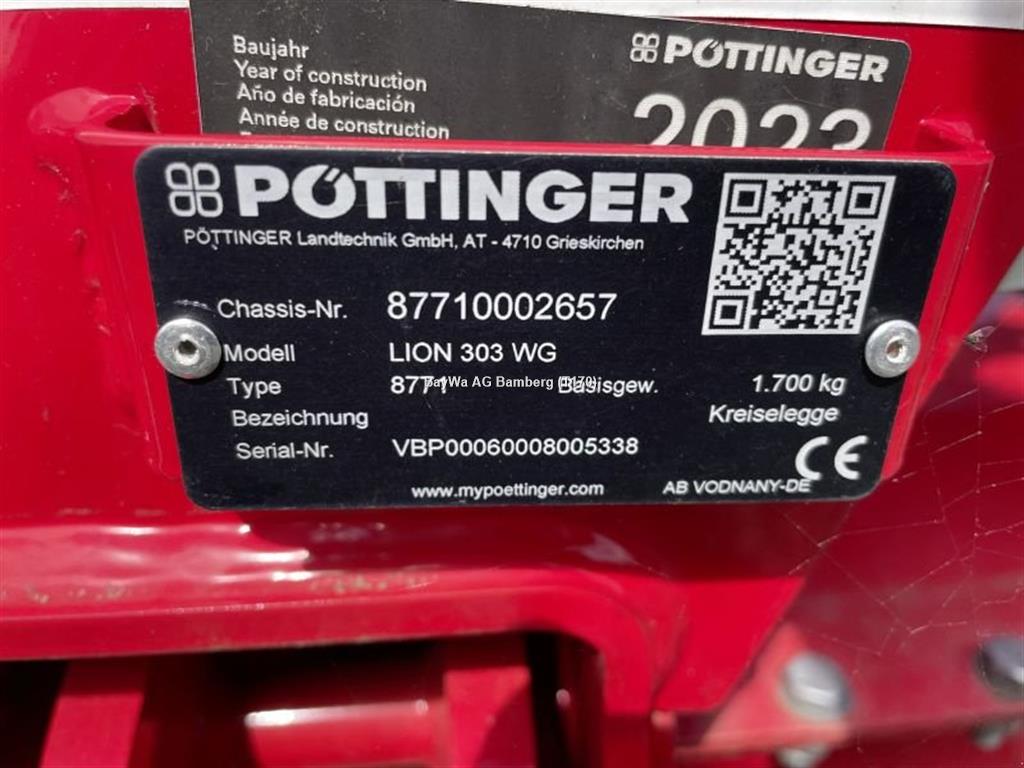 Baujahr
PÖTTINGER
Year of construction
Año de fabricación
2023
Année de construction
PÖTTINGER
PÖTTINGER Landtechnik GmbH, AT - 4710 Grieskirchen
Chassis-Nr. 87710002657
Modell LION 303 WG
Type 8771 Basisgew. 1.700 kg
BayWa AG Bamberg
Bezeichnung Kreiselegge
Serial-Nr. VBP00060008005338
CE
www.mypoettinger.com AB VODNANY-DE